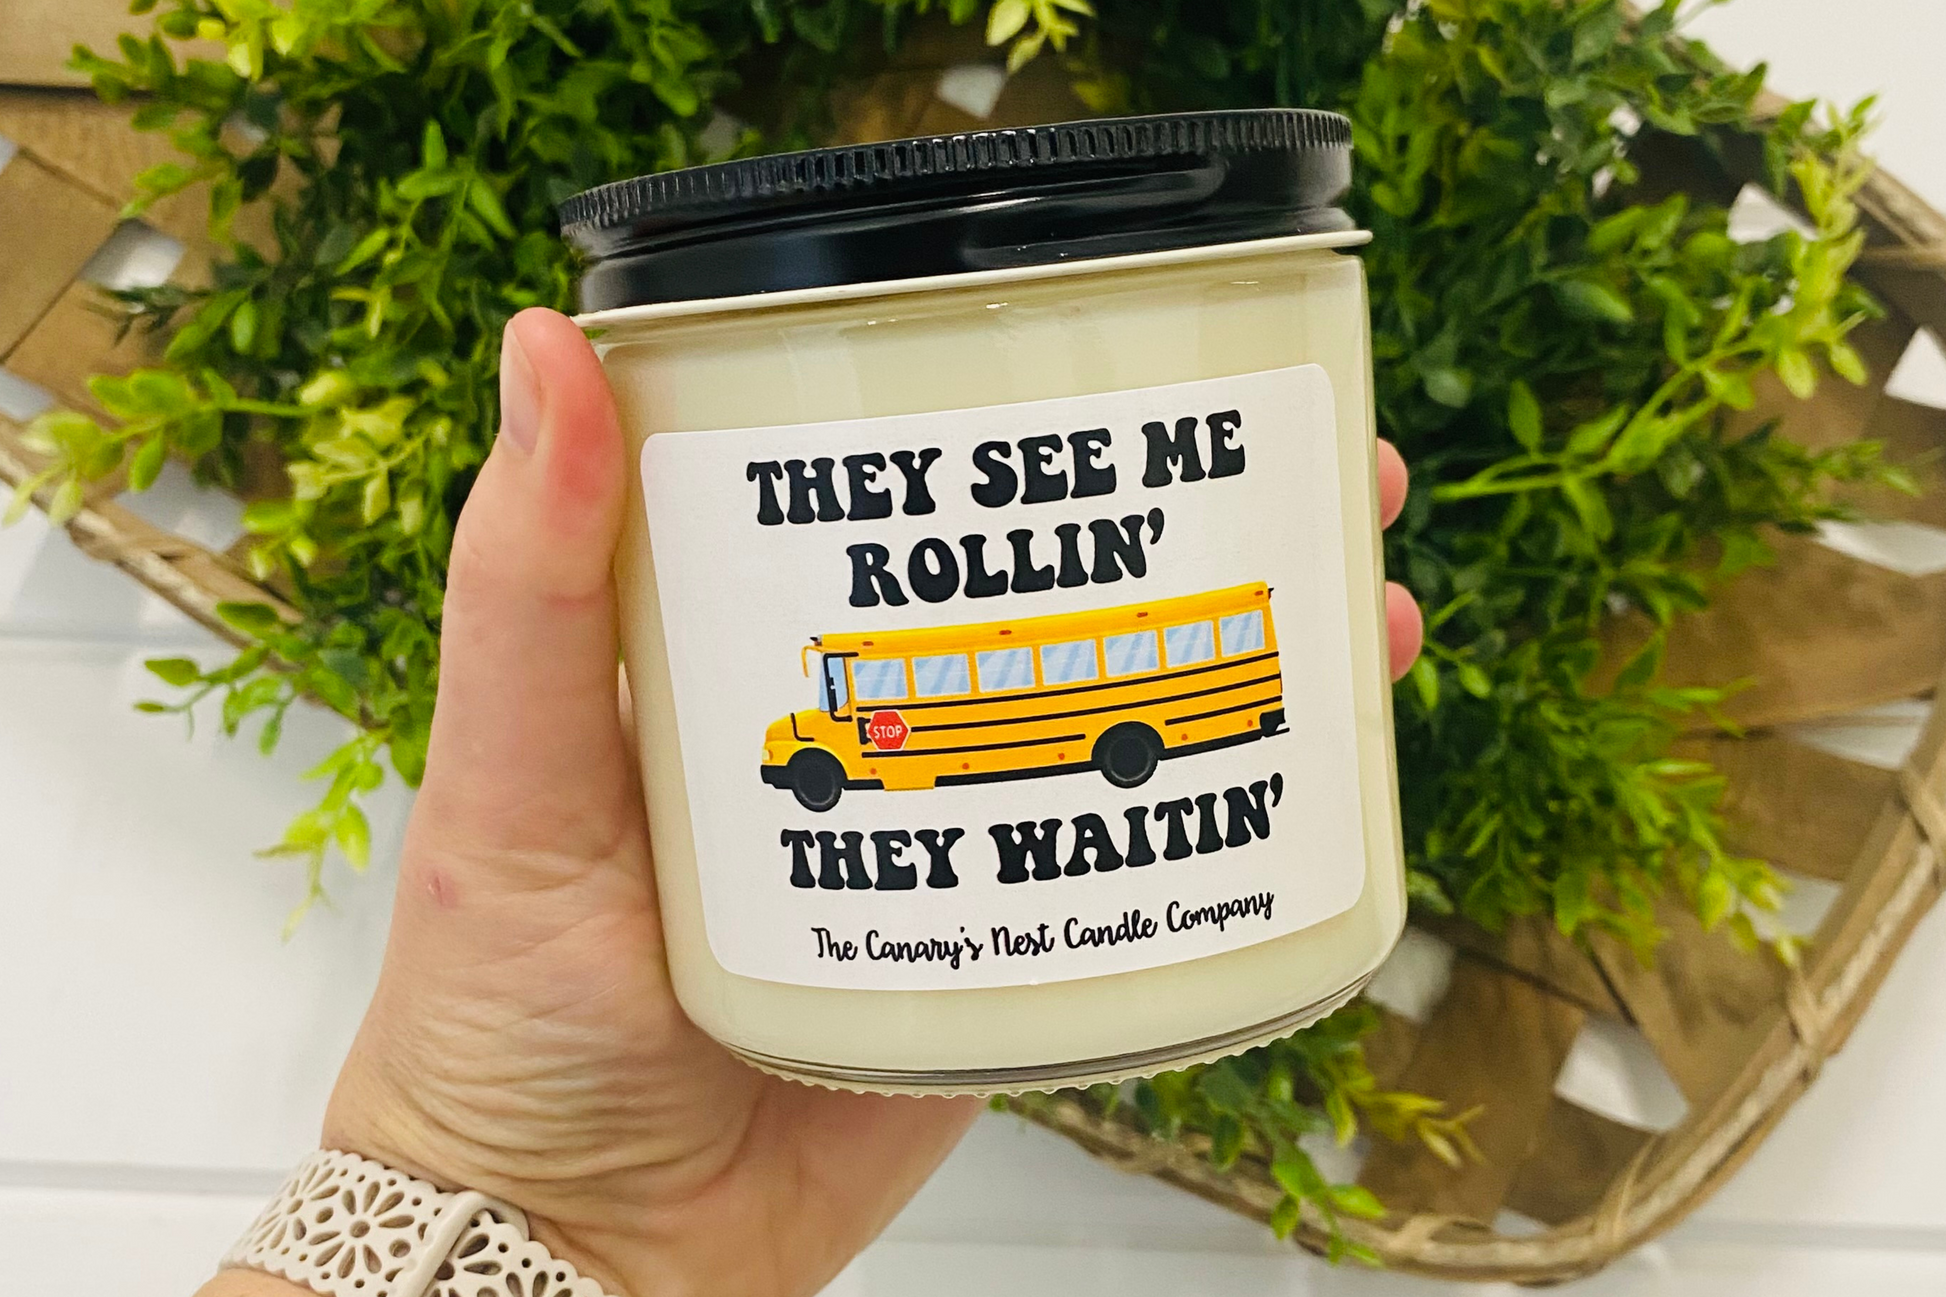 THEY SEE ME
ROLLIN'
STOP
THEY WAITIN'
The Canary's Nest Candle Company